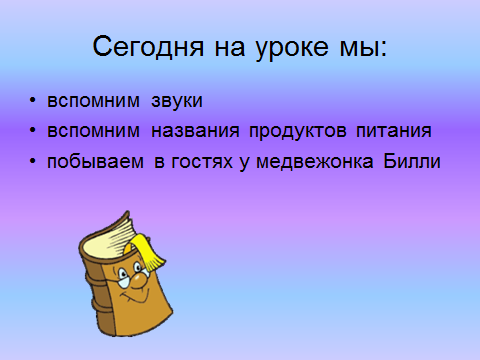 Сегодня на уроке мы:
• вспомним звуки
• вспомним названия продуктов питания
• побываем в гостях у медвежонка Билли